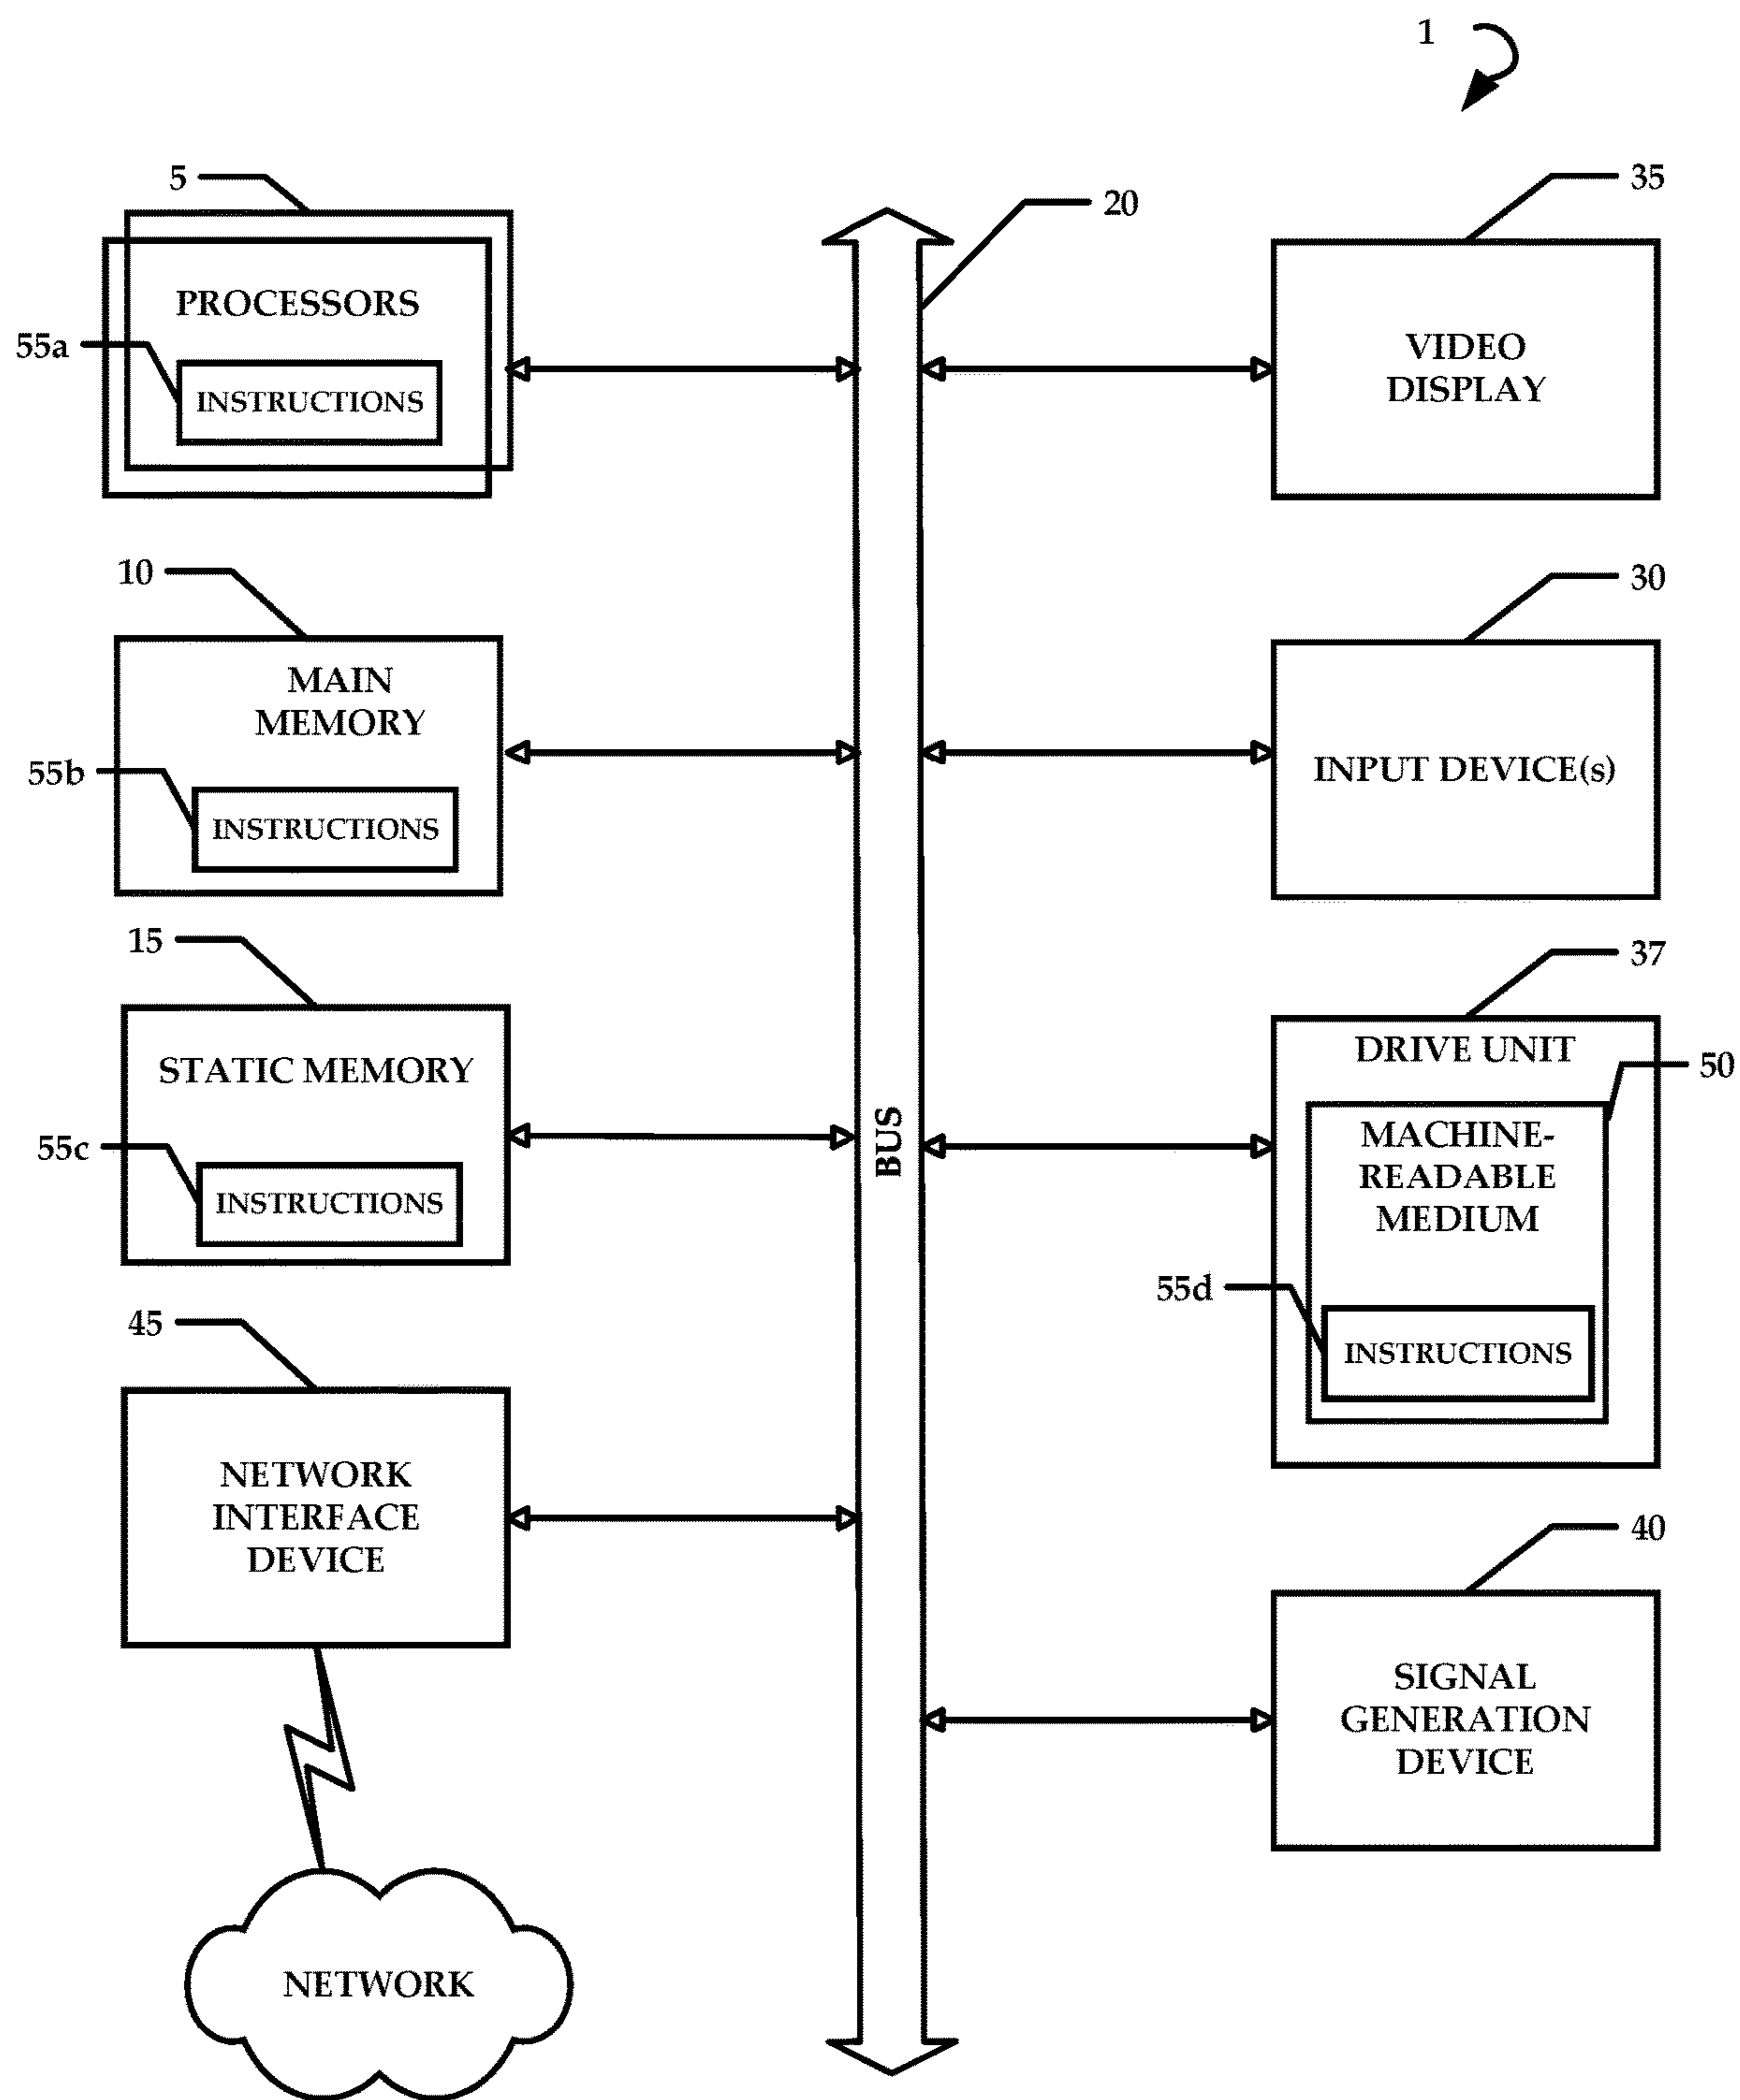 1
5
PROCESSORS
55a
INSTRUCTIONS
10
MAIN
MEMORY
55b
INSTRUCTIONS
15
STATIC MEMORY
55c
INSTRUCTIONS
45
NETWORK
INTERFACE
DEVICE
NETWORK
20
BUS
35
VIDEO
DISPLAY
30
INPUT DEVICE(s)
37
DRIVE UNIT
50
MACHINE-
READABLE
MEDIUM
55d
INSTRUCTIONS
40
SIGNAL
GENERATION
DEVICE